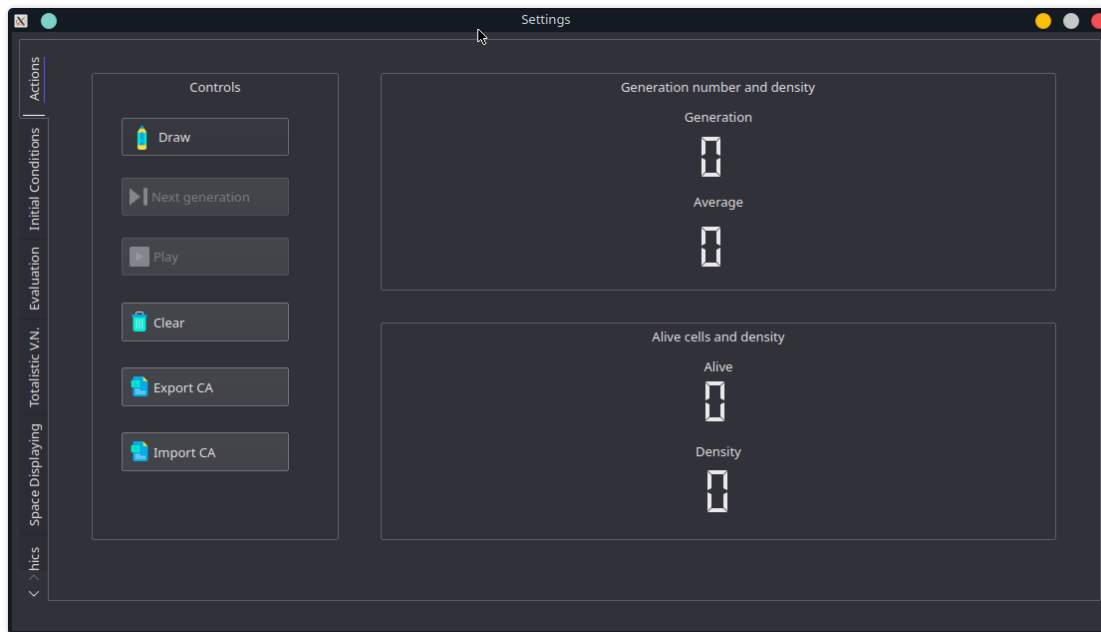 Settings
Actions
Initial Conditions
Evaluation
Totalistic V.N.
Space Displaying
hics
Controls
Draw
Next generation
Play
Clear
Export CA
Import CA
Generation number and density
Generation
0
Average
0
Alive cells and density
Alive
0
Density
0